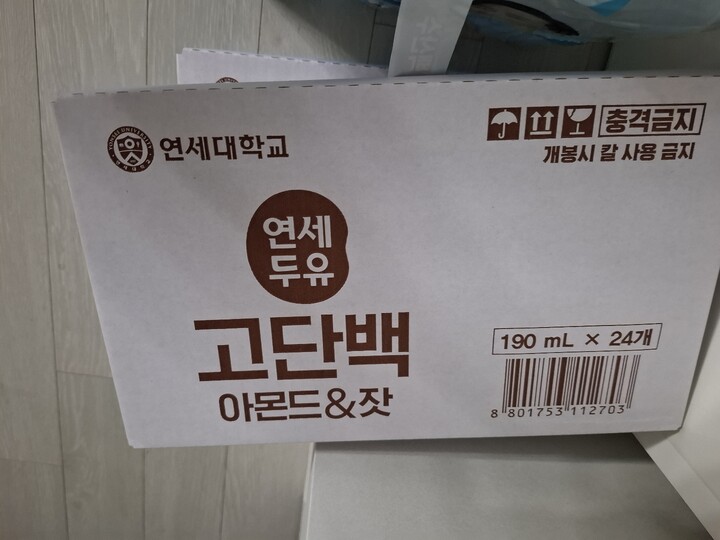 연세대학교
충격금지
개봉시 칼 사용 금지
연세
두유
고단백
아몬드&잣
190 mL × 24개
8 801753 112703